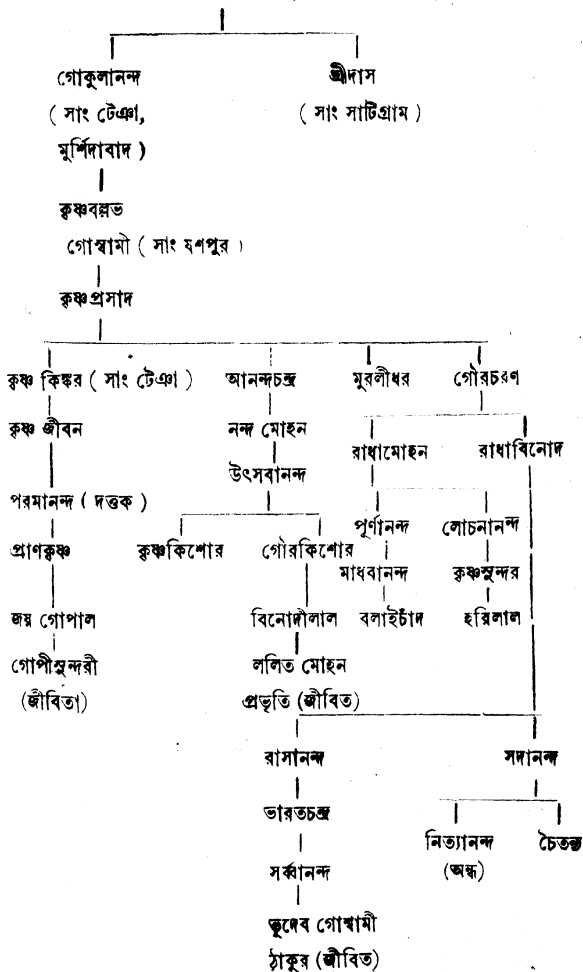 গোকুলানন্দ শ্রীদাস
( সাং টেঞা, ( সাং সাটিগ্রাম )
মুর্শিদাবাদ )
কৃষ্ণবল্লভ
গোস্বামী ( সাং যশপুর )
কৃষ্ণপ্রসাদ
কৃষ্ণ কিঙ্কর ( সাং টেঞা ) আনন্দচন্দ্র মুরলীধর গৌরচরণ
কৃষ্ণ জীবন নন্দ মোহন রাধামোহন রাধাবিনোদ
উৎসবানন্দ
পরমানন্দ ( দত্তক )
পূর্ণানন্দ লোচনানন্দ
প্রাণকৃষ্ণ কৃষ্ণকিশোর গৌরকিশোর
মাধবানন্দ কৃষ্ণসুন্দর
জয় গোপাল বিনোদীলাল বলাইচাঁদ হরিলাল
গোপীসুন্দরী ললিত মোহন
(জীবিতা) প্রভৃতি (জীবিত)
রাসানন্দ সদানন্দ
ভারতচন্দ্র
নিত্যানন্দ চৈতন্য
(অন্ধ)
সর্ব্বানন্দ
ভূদেব গোস্বামী
ঠাকুর (জীবিত)